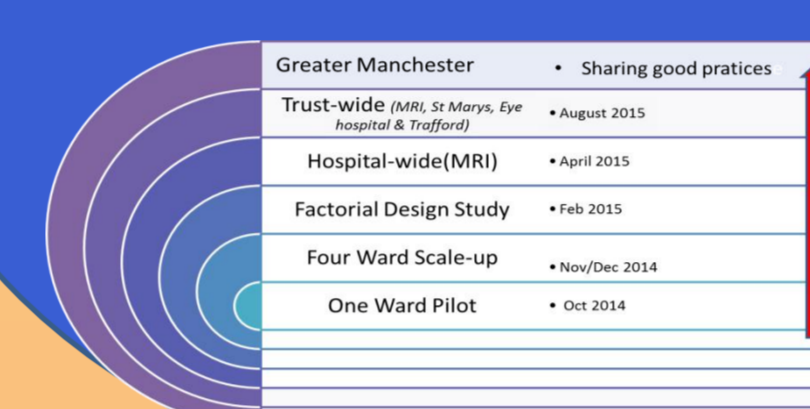 Greater Manchester • Sharing good pratices
Trust-wide (MRI, St Marys, Eye
hospital & Trafford) • August 2015
Hospital-wide(MRI) • April 2015
Factorial Design Study • Feb 2015
Four Ward Scale-up • Nov/Dec 2014
One Ward Pilot • Oct 2014